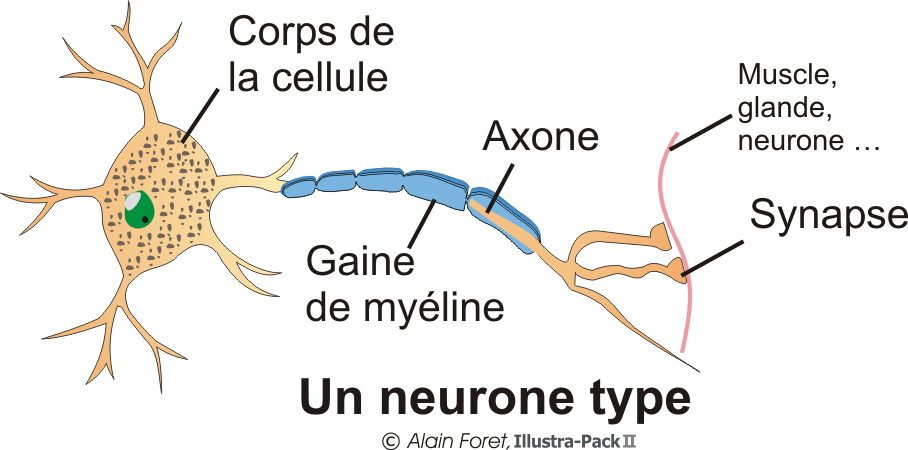 Corps de
la cellule
Muscle,
glande,
neurone …
Axone
Synapse
Gaine
de myéline
Un neurone type
© Alain Foret, Illustra-Pack II